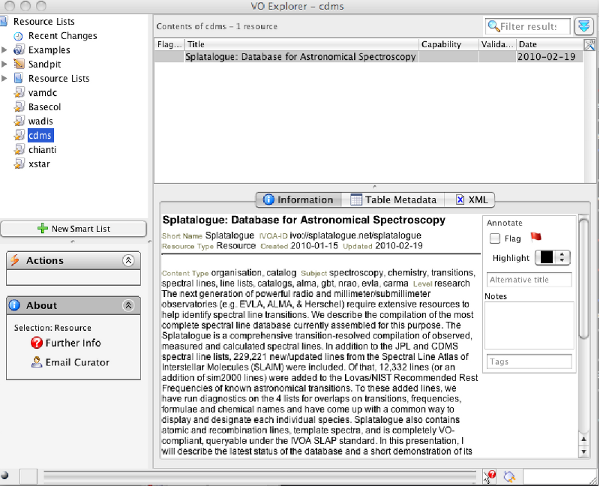 VO Explorer – cdms
Resource Lists
Recent Changes
Examples
Sandpit
Resource Lists
vamdc
Basecol
wadis
cdms
chianti
xstar
New Smart List
Actions
About
Selection: Resource
Further Info
Email Curator
Contents of cdms – 1 resource
Filter result:
Flag... Title Capability Valida... Date
Splatalogue: Database for Astronomical Spectroscopy 2010-02-19
Information Table Metadata XML
Splatalogue: Database for Astronomical Spectroscopy
Short Name Splatalogue IVOA-ID ivo://splatalogue.net/splatalogue
Resource Type Resource Created 2010-01-15 Updated 2010-02-19
Content Type organisation, catalog Subject spectroscopy, chemistry, transitions,
spectral lines, line lists, catalogs, alma, gbt, nrao, evla, carma Level research
The next generation of powerful radio and millimeter/submillimeter
observatories (e.g. EVLA, ALMA, & Herschel) require extensive resources to
help identify spectral line transitions. We describe the compilation of the most
complete spectral line database currently assembled for this purpose. The
Splatalogue is a comprehensive transition-resolved compilation of observed,
measured and calculated spectral lines. In addition to the JPL and CDMS
spectral line lists, 229,221 new/updated lines from the Spectral Line Atlas of
Interstellar Molecules (SLAIM) were included. Of that, 12,332 lines (or an
addition of sim2000 lines) were added to the Lovas/NIST Recommended Rest
Frequencies of known astronomical transitions. To these added lines, we
have run diagnostics on the 4 lists for overlaps on transitions, frequencies,
formulae and chemical names and have come up with a common way to
display and designate each individual species. Splatalogue also contains
atomic and recombination lines, template spectra, and is completely VO-
compliant, queryable under the IVOA SLAP standard. In this presentation, I
will describe the latest status of the database and a short demonstration of its
Annotate
Flag
Highlight
Alternative title
Notes
Tags